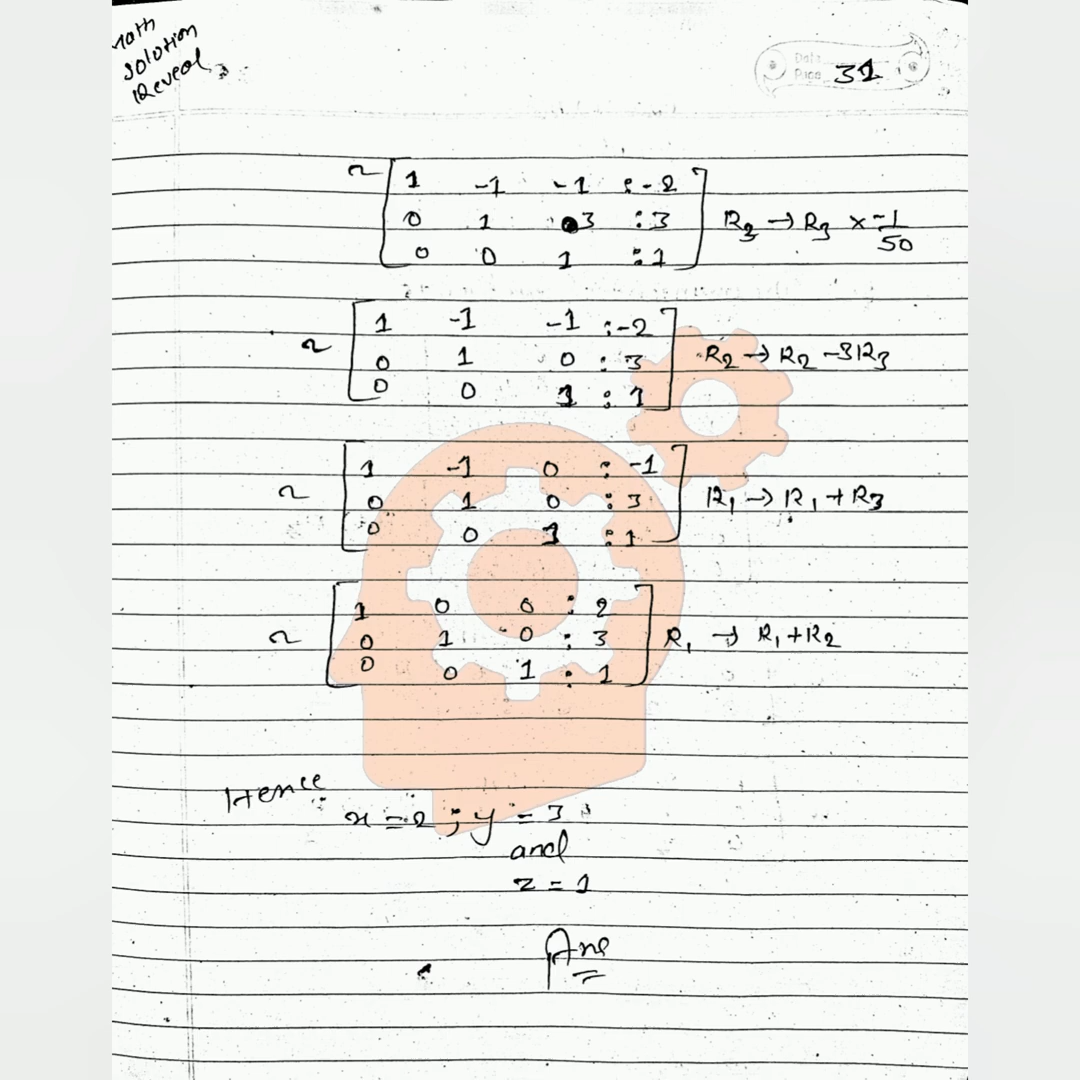 Math
Solution
Reveal
Date
Page 31
~ [ 1 -1 -1 : -2
0 1 3 : 3
0 0 1 : 1 ] R3 → R3 × -1/50
~ [ 1 -1 -1 : -2
0 1 0 : 3
0 0 1 : 1 ] R2 → R2 - 3R3
~ [ 1 -1 0 : -1
0 1 0 : 3
0 0 1 : 1 ] R1 → R1 + R3
~ [ 1 0 0 : 2
0 1 0 : 3
0 0 1 : 1 ] R1 → R1 + R2
Hence
x = 2 ; y = 3
and
z = 1
Ans